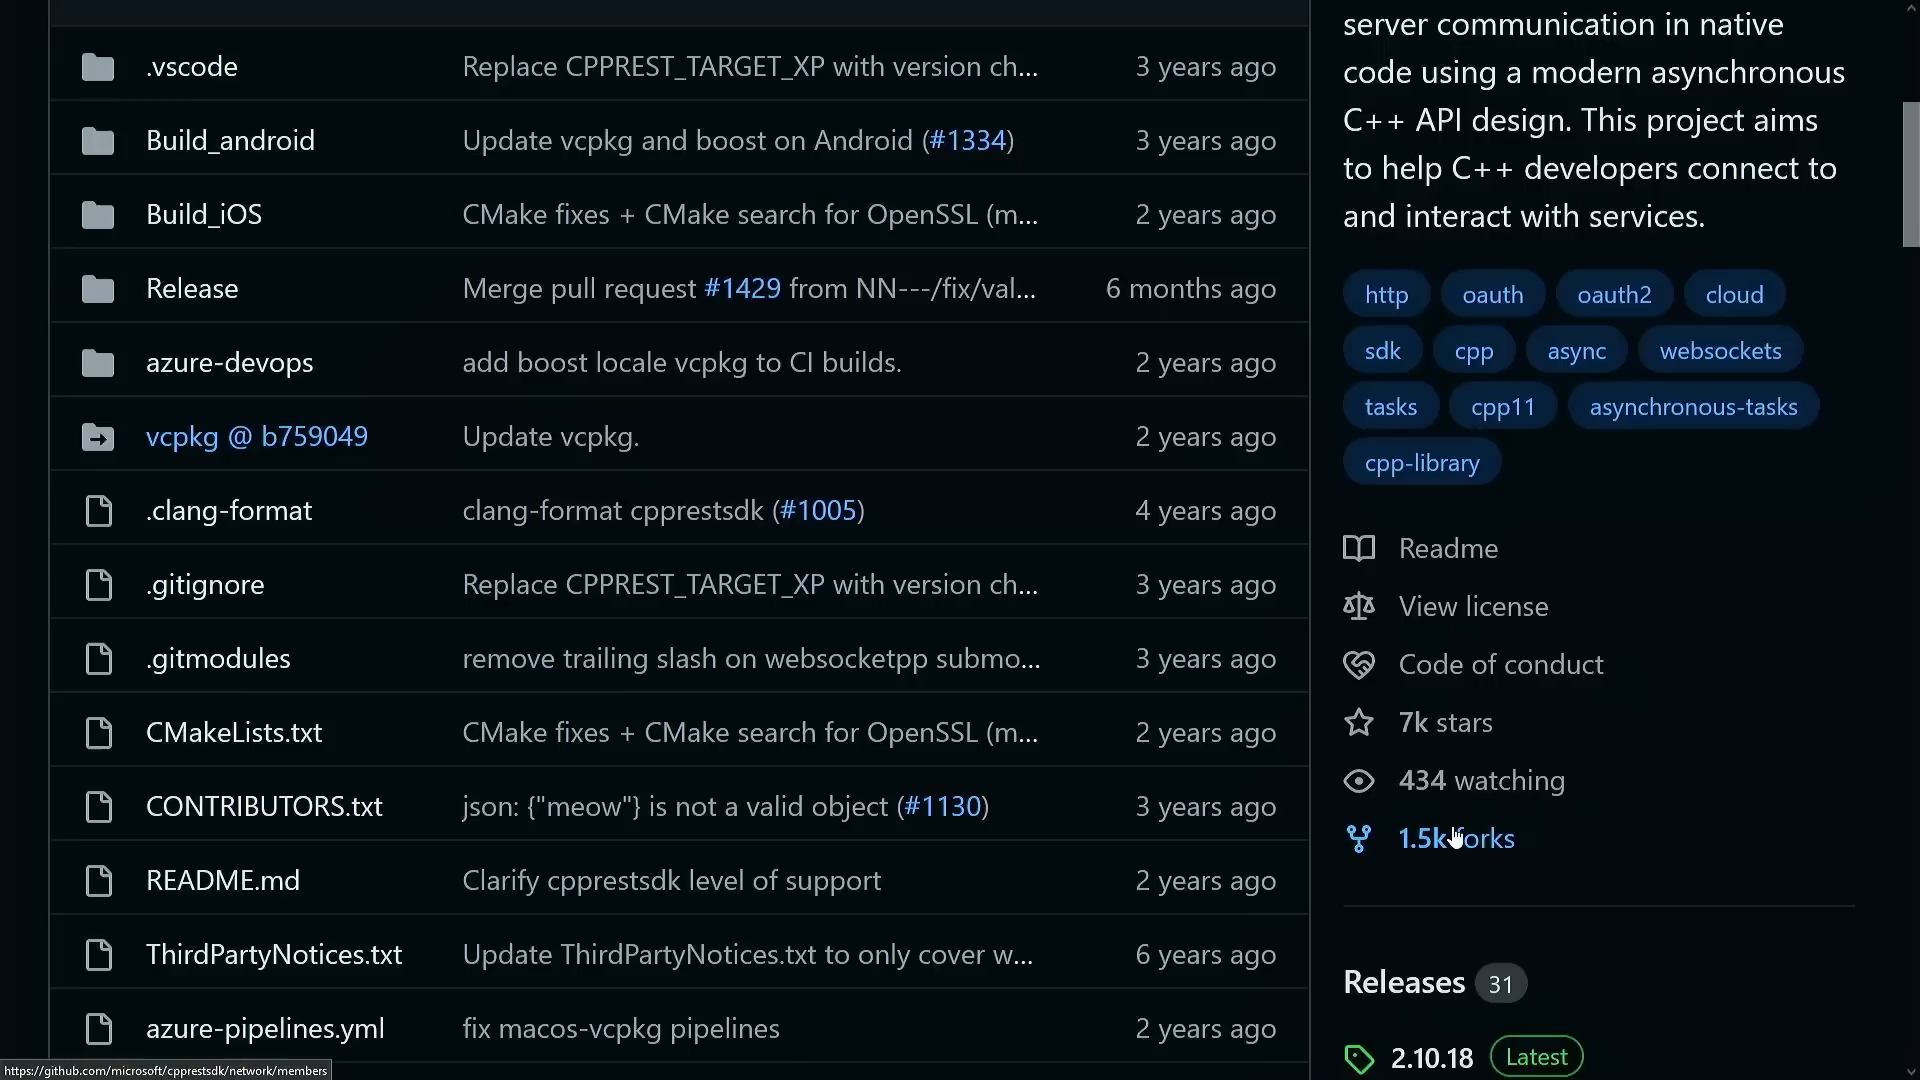 .vscode Replace CPPREST_TARGET_XP with version ch... 3 years ago
Build_android Update vcpkg and boost on Android (#1334) 3 years ago
Build_iOS CMake fixes + CMake search for OpenSSL (m... 2 years ago
Release Merge pull request #1429 from NN---/fix/val... 6 months ago
azure-devops add boost locale vcpkg to CI builds. 2 years ago
vcpkg @ b759049 Update vcpkg. 2 years ago
.clang-format clang-format cpprestsdk (#1005) 4 years ago
.gitignore Replace CPPREST_TARGET_XP with version ch... 3 years ago
.gitmodules remove trailing slash on websocketpp submo... 3 years ago
CMakeLists.txt CMake fixes + CMake search for OpenSSL (m... 2 years ago
CONTRIBUTORS.txt json: {"meow"} is not a valid object (#1130) 3 years ago
README.md Clarify cpprestsdk level of support 2 years ago
ThirdPartyNotices.txt Update ThirdPartyNotices.txt to only cover w... 6 years ago
azure-pipelines.yml fix macos-vcpkg pipelines 2 years ago
server communication in native
code using a modern asynchronous
C++ API design. This project aims
to help C++ developers connect to
and interact with services.
http oauth oauth2 cloud
sdk cpp async websockets
tasks cpp11 asynchronous-tasks
cpp-library
Readme
View license
Code of conduct
7k stars
434 watching
1.5k forks
Releases 31
2.10.18 Latest
https://github.com/microsoft/cpprestsdk/network/members